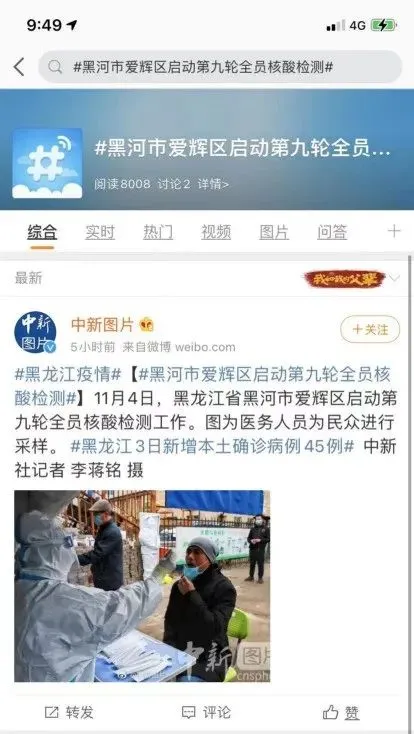 9:49
4G
#黑河市爱辉区启动第九轮全员核酸检测#
#黑河市爱辉区启动第九轮全员...
阅读8008 讨论2 详情>
综合 实时 热门 视频 图片 问答
最新
我和我的父辈
中新图片
中新图片
+关注
5小时前 来自微博 weibo.com
#黑龙江疫情#【#黑河市爱辉区启动第九轮全员核
酸检测#】11月4日，黑龙江省黑河市爱辉区启动第
九轮全员核酸检测工作。图为医务人员为民众进行
采样。#黑龙江3日新增本土确诊病例45例# 中新
社记者 李蒋铭 摄
中新图片
cnsph
转发 评论 赞